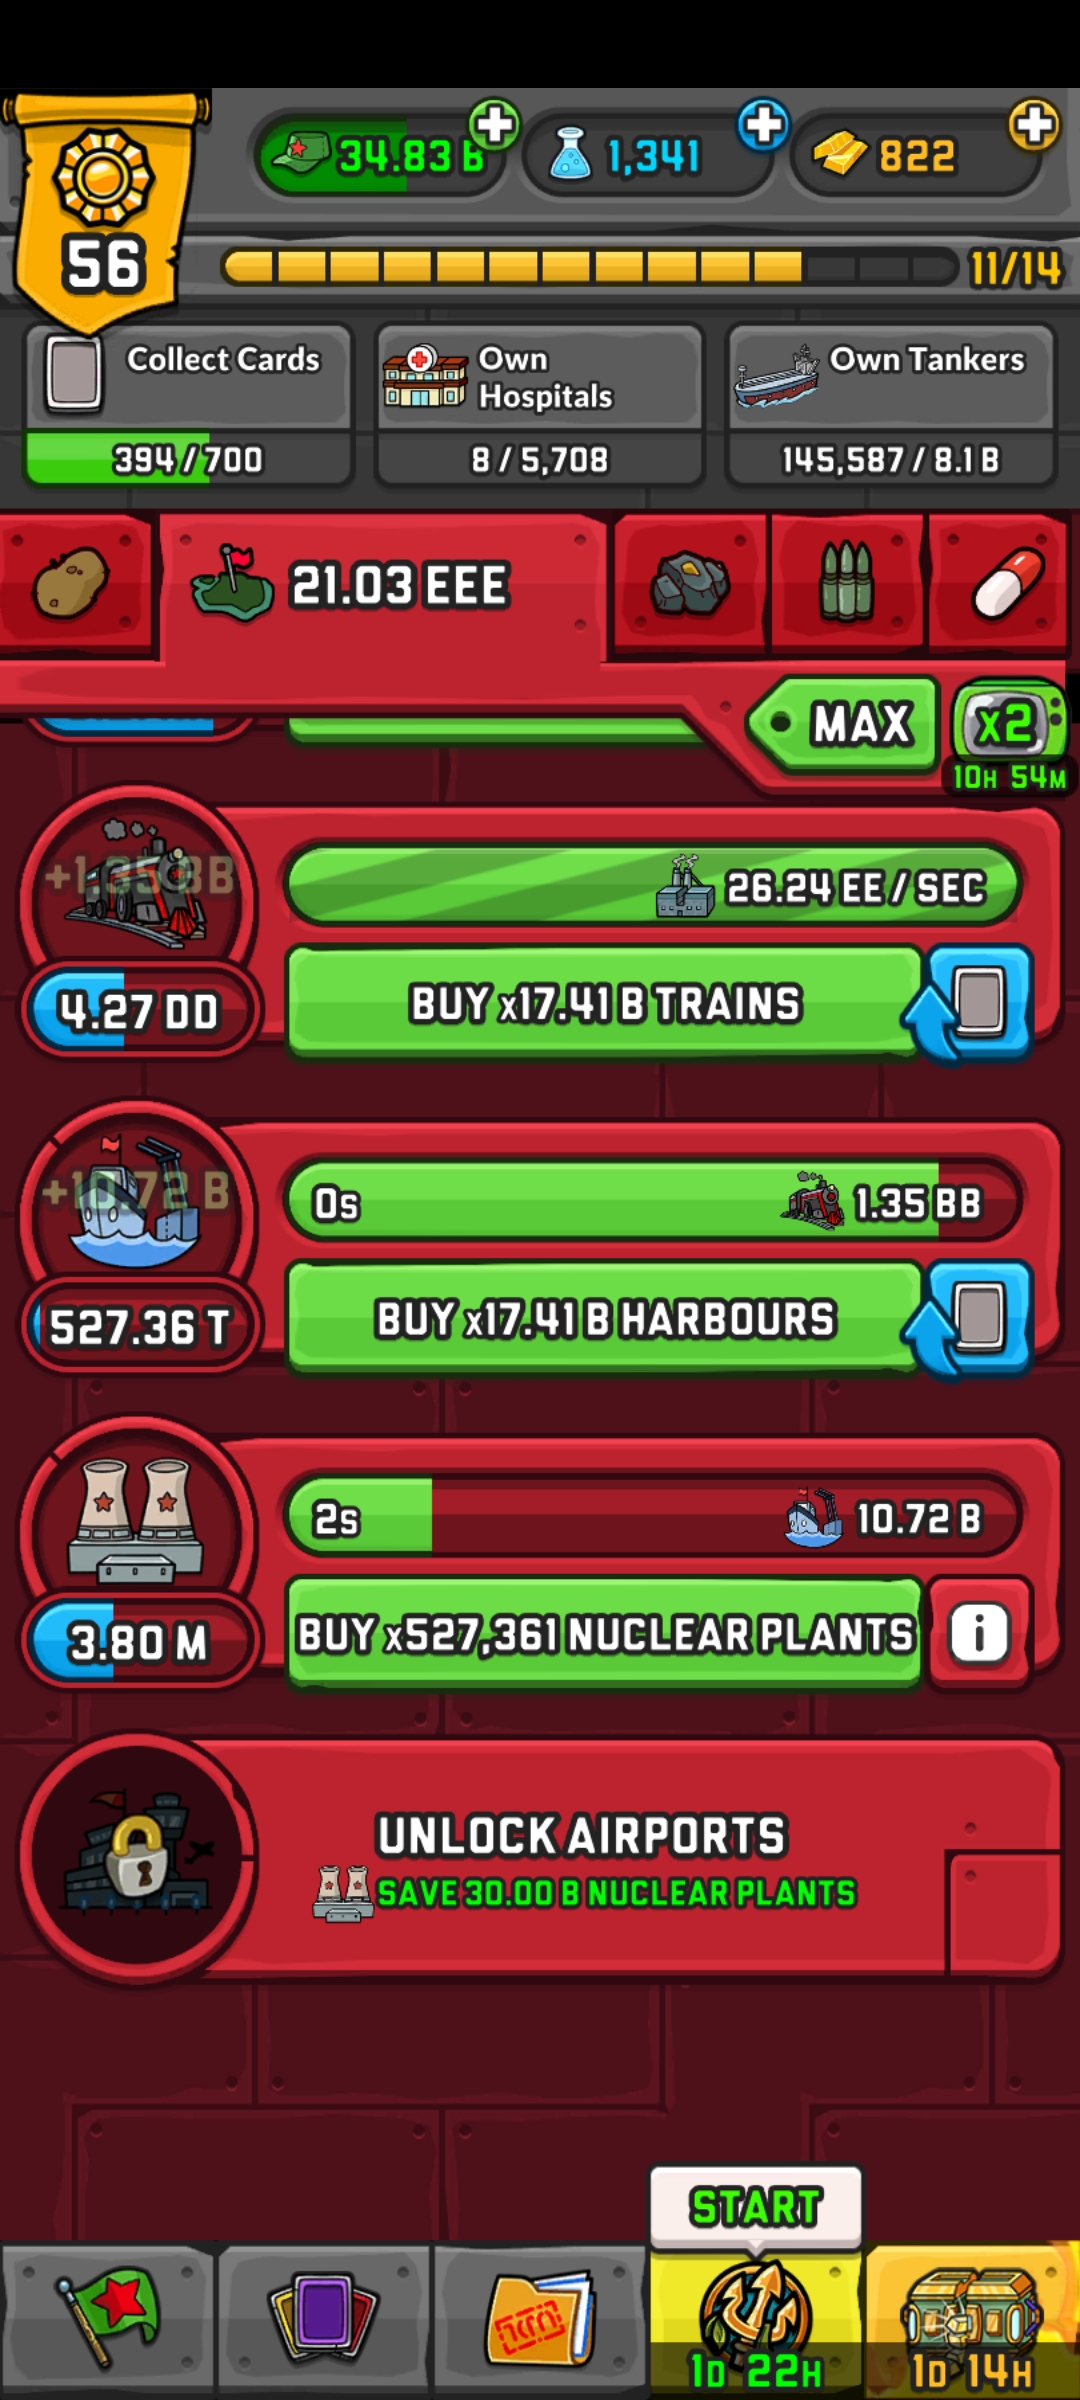 34.83 B
1,341
822
56
11/14
Collect Cards
394/700
Own
Hospitals
8/5,708
Own Tankers
145,587/8.1 B
21.03 EEE
MAX
x2
10H 54M
+1.35 BB
26.24 EE/SEC
4.27 DD
BUY x17.41 B TRAINS
+10.72 B
0s
1.35 BB
527.36 T
BUY x17.41 B HARBOURS
2s
10.72 B
3.80 M
BUY x527,361 NUCLEAR PLANTS
i
UNLOCK AIRPORTS
SAVE 30.00 B NUCLEAR PLANTS
START
1D 22H
1D 14H